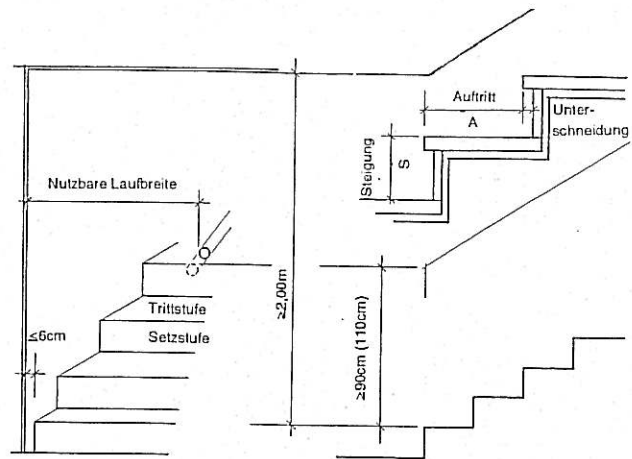 Auftritt
A
Unter-
schneidung
Steigung
S
Nutzbare Laufbreite
Trittstufe
Setzstufe
≤6cm
≥2,00m
≥90cm (110cm)